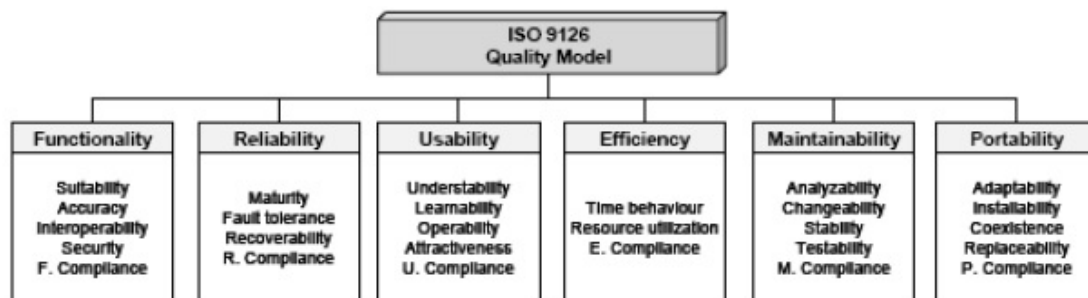 ISO 9126
Quality Model
Functionality
Suitability
Accuracy
Interoperability
Security
F. Compliance
Reliability
Maturity
Fault tolerance
Recoverability
R. Compliance
Usability
Understability
Learnability
Operability
Attractiveness
U. Compliance
Efficiency
Time behaviour
Resource utilization
E. Compliance
Maintainability
Analyzability
Changeability
Stability
Testability
M. Compliance
Portability
Adaptability
Installability
Coexistence
Replaceability
P. Compliance